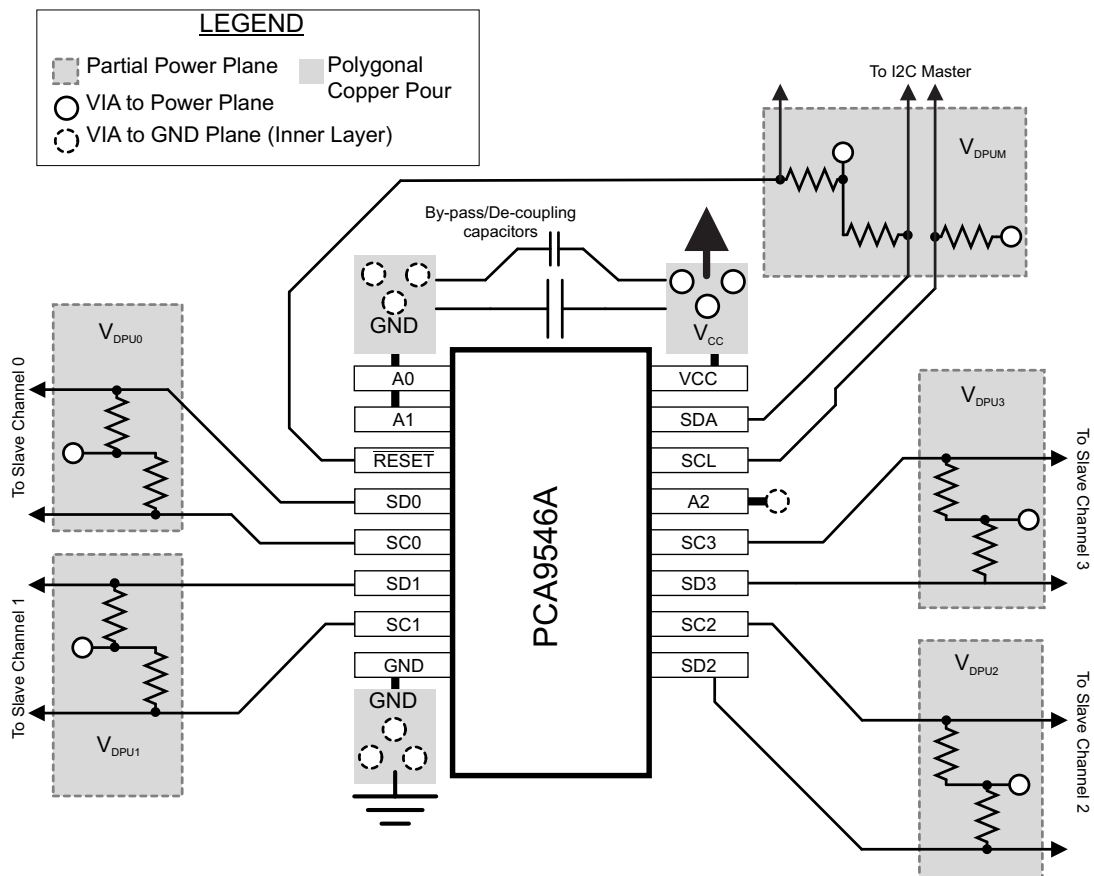 LEGEND
Partial Power Plane
Polygonal
Copper Pour
VIA to Power Plane
VIA to GND Plane (Inner Layer)
To I2C Master
VDPUM
By-pass/De-coupling
capacitors
GND
VCC
VDPU0
To Slave Channel 0
A0
A1
RESET
SD0
SC0
SD1
SC1
GND
PCA9546A
VCC
SDA
SCL
A2
SC3
SD3
SC2
SD2
VDPU3
To Slave Channel 3
To Slave Channel 1
VDPU1
GND
VDPU2
To Slave Channel 2